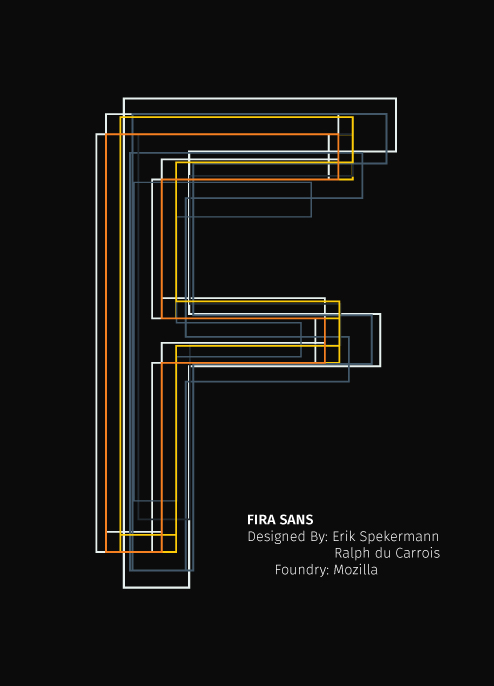 F
FIRA SANS
Designed By: Erik Spekermann
Ralph du Carrois
Foundry: Mozilla